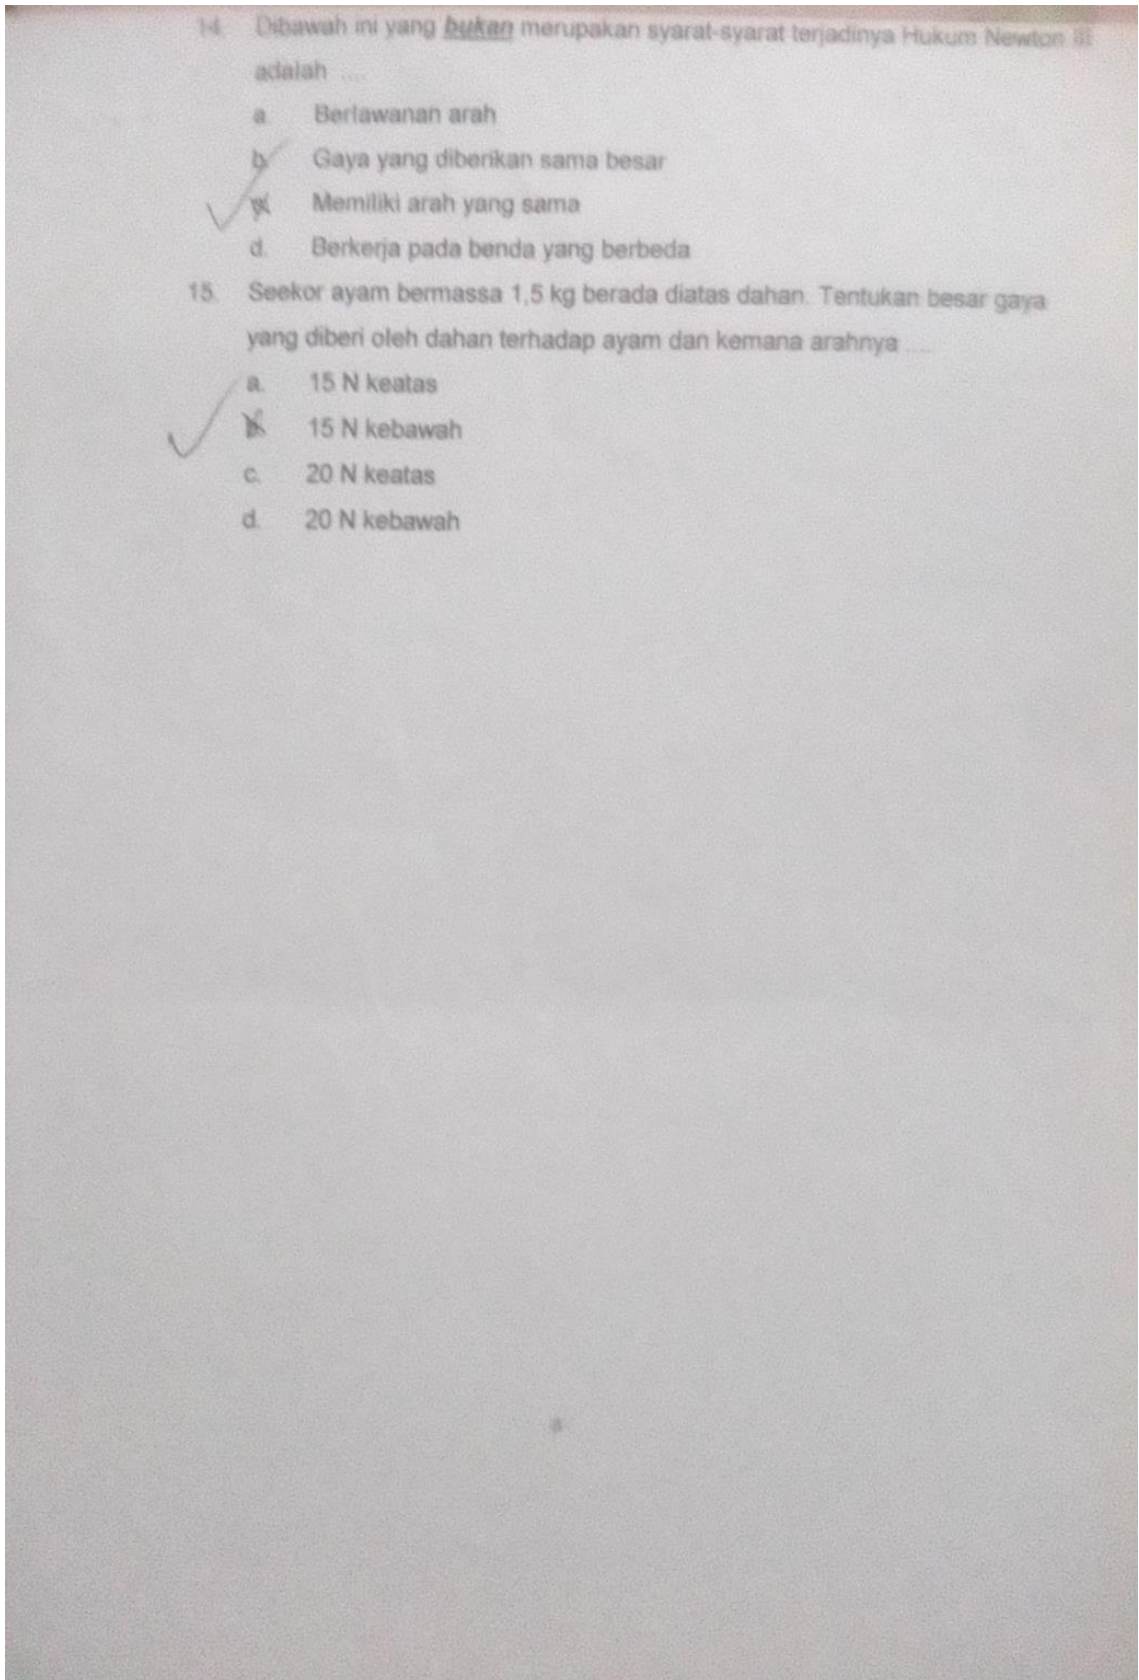 14. Dibawah ini yang bukan merupakan syarat-syarat terjadinya Hukum Newton III
adalah ....
a. Berlawanan arah
b. Gaya yang diberikan sama besar
Memiliki arah yang sama
d. Berkerja pada benda yang berbeda
15. Seekor ayam bermassa 1,5 kg berada diatas dahan. Tentukan besar gaya
yang diberi oleh dahan terhadap ayam dan kemana arahnya ....
a. 15 N keatas
b. 15 N kebawah
c. 20 N keatas
d. 20 N kebawah